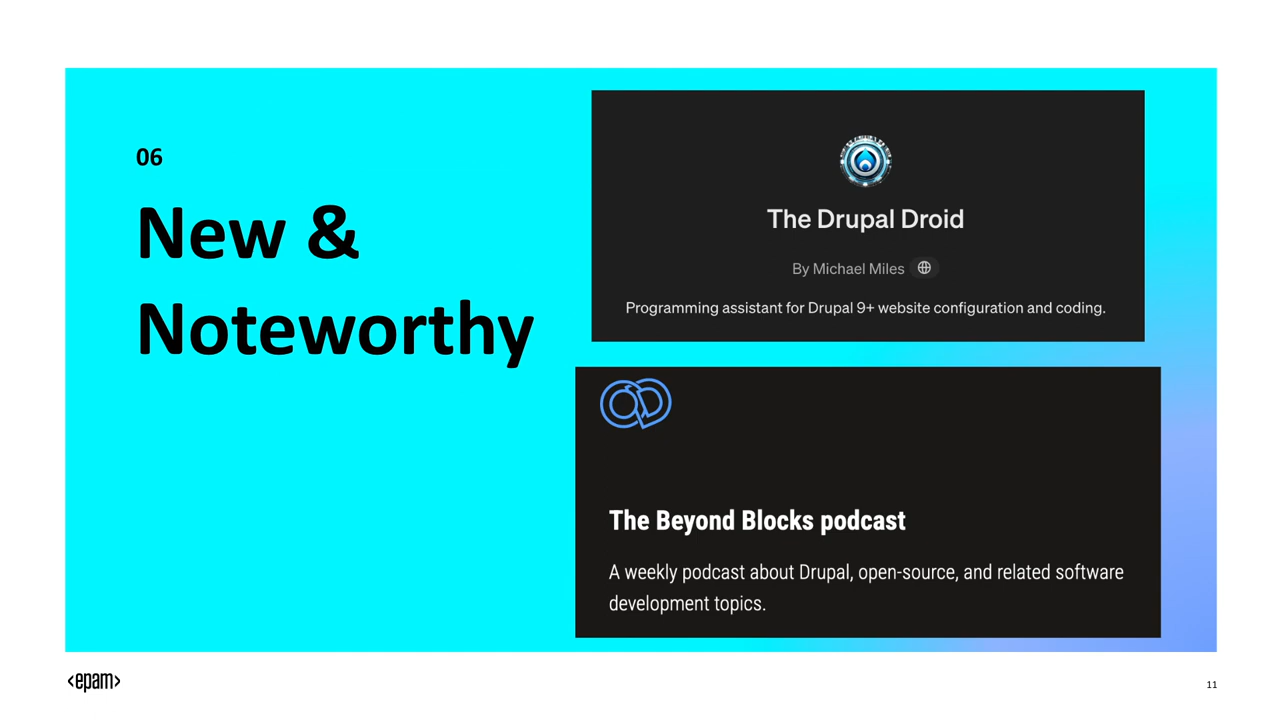 06
New &
Noteworthy
The Drupal Droid
By Michael Miles
Programming assistant for Drupal 9+ website configuration and coding.
The Beyond Blocks podcast
A weekly podcast about Drupal, open-source, and related software
development topics.
<epam>
11